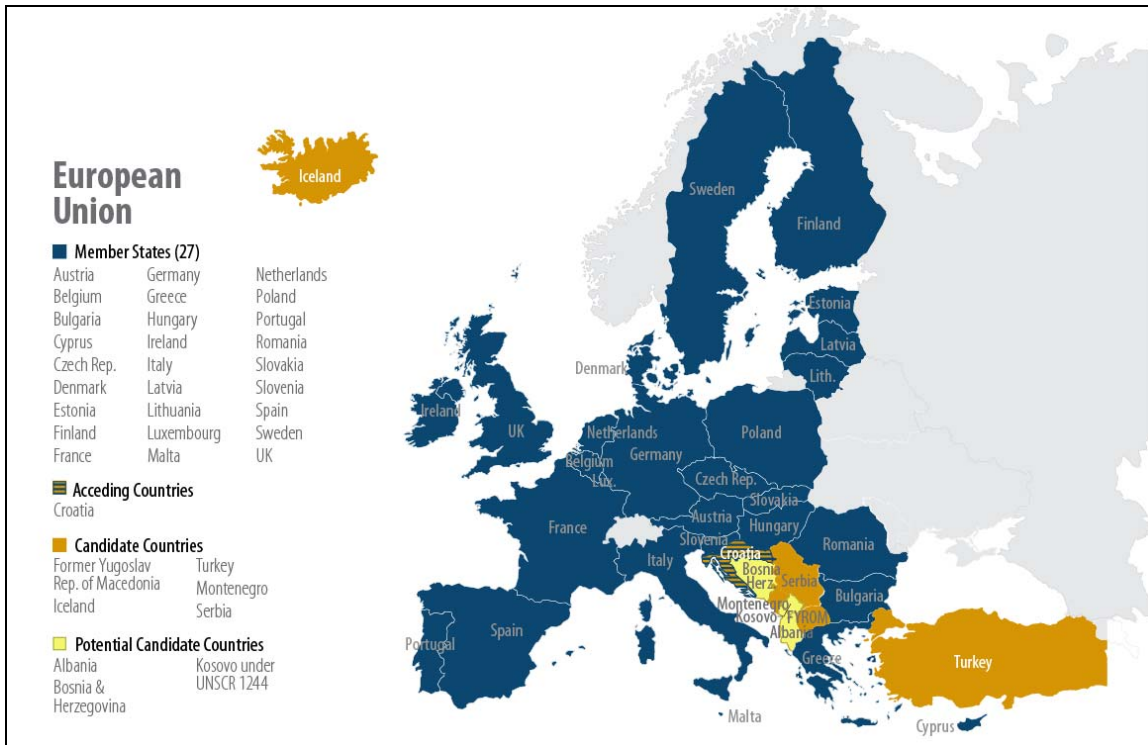 European
Union
Member States (27)
Austria Germany Netherlands
Belgium Greece Poland
Bulgaria Hungary Portugal
Cyprus Ireland Romania
Czech Rep. Italy Slovakia
Denmark Latvia Slovenia
Estonia Lithuania Spain
Finland Luxembourg Sweden
France Malta UK
Acceding Countries
Croatia
Candidate Countries
Former Yugoslav
Rep. of Macedonia
Iceland
Turkey
Montenegro
Serbia
Potential Candidate Countries
Albania
Bosnia &
Herzegovina
Kosovo under
UNSCR 1244
Iceland
Sweden
Finland
Estonia
Latvia
Lith.
Denmark
Ireland
UK
Netherlands
Poland
Belgium
Germany
Lux.
Czech Rep.
Slovakia
Austria
Hungary
France
Slovenia
Romania
Croatia
Italy
Bosnia
Herz.
Serbia
Bulgaria
Montenegro
Kosovo
FYROM
Albania
Portugal
Spain
Greece
Turkey
Malta
Cyprus